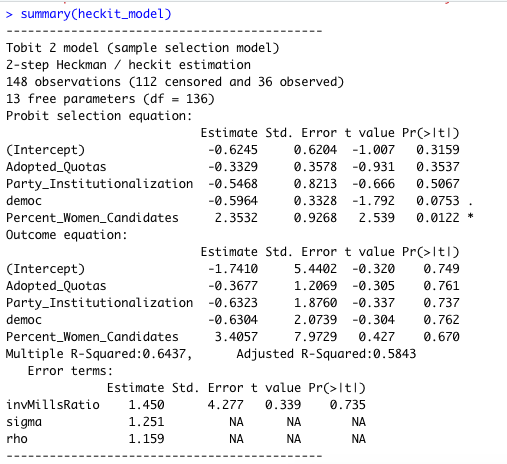 > summary(heckit_model)
--------------------------------------------
Tobit 2 model (sample selection model)
2-step Heckman / heckit estimation
148 observations (112 censored and 36 observed)
13 free parameters (df = 136)
Probit selection equation:
                          Estimate Std. Error t value Pr(>|t|)
(Intercept)                -0.6245     0.6204  -1.007   0.3159
Adopted_Quotas             -0.3329     0.3578  -0.931   0.3537
Party_Institutionalization -0.5468     0.8213  -0.666   0.5067
democ                      -0.5964     0.3328  -1.792   0.0753 .
Percent_Women_Candidates    2.3532     0.9268   2.539   0.0122 *
Outcome equation:
                          Estimate Std. Error t value Pr(>|t|)
(Intercept)                -1.7410     5.4402  -0.320    0.749
Adopted_Quotas             -0.3677     1.2069  -0.305    0.761
Party_Institutionalization -0.6323     1.8760  -0.337    0.737
democ                      -0.6304     2.0739  -0.304    0.762
Percent_Women_Candidates    3.4057     7.9729   0.427    0.670
Multiple R-Squared:0.6437,      Adjusted R-Squared:0.5843
   Error terms:
              Estimate Std. Error t value Pr(>|t|)
invMillsRatio    1.450      4.277   0.339    0.735
sigma            1.251         NA      NA       NA
rho              1.159         NA      NA       NA
--------------------------------------------